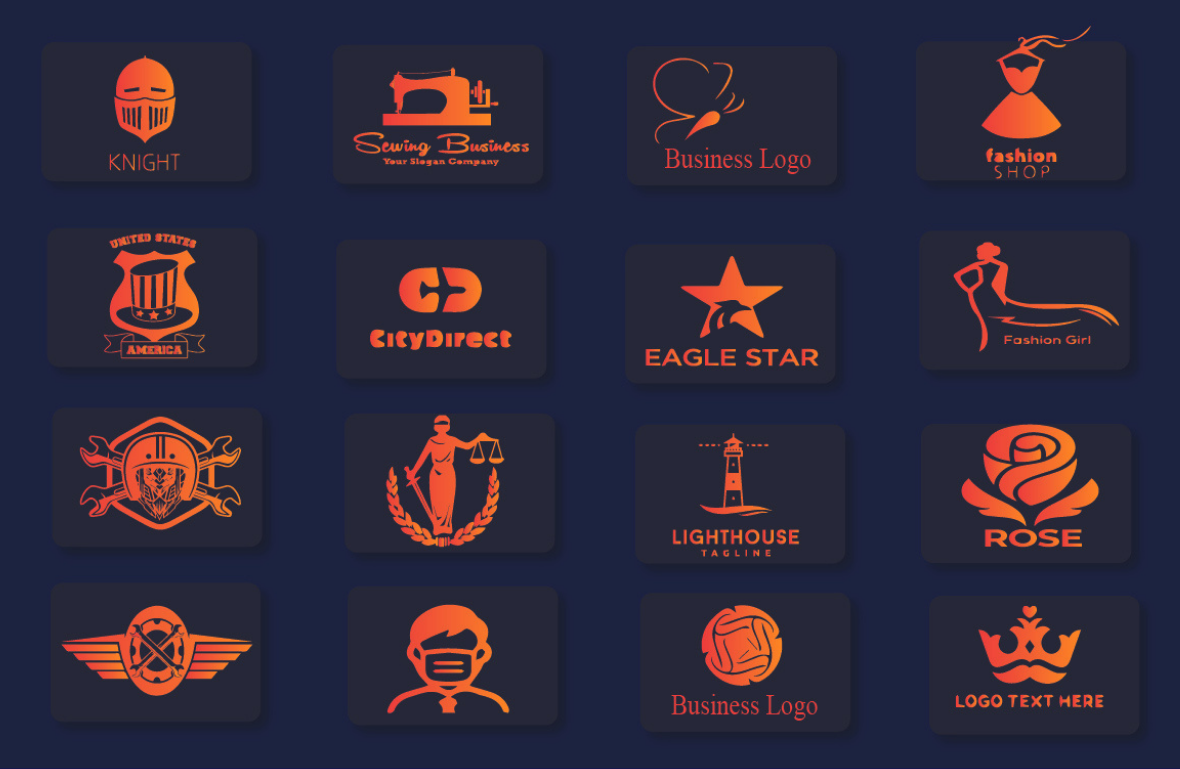 KNIGHT
Sewing Business
Your Slogan Company
Business Logo
fashion
SHOP
UNITED STATES
AMERICA
CityDirect
EAGLE STAR
Fashion Girl
LIGHTHOUSE
TAGLINE
ROSE
Business Logo
LOGO TEXT HERE